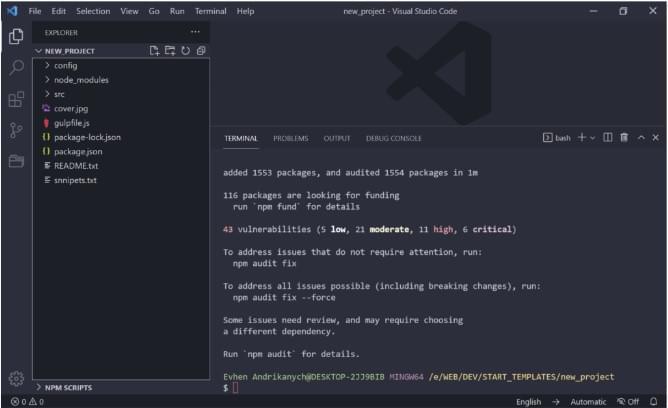 File Edit Selection View Go Run Terminal Help new_project - Visual Studio Code
EXPLORER
NEW_PROJECT
config
node_modules
src
cover.jpg
gulpfile.js
package-lock.json
package.json
README.txt
snnipets.txt
NPM SCRIPTS
TERMINAL PROBLEMS OUTPUT DEBUG CONSOLE bash
added 1553 packages, and audited 1554 packages in 1m
116 packages are looking for funding
run `npm fund` for details
43 vulnerabilities (5 low, 21 moderate, 11 high, 6 critical)
To address issues that do not require attention, run:
npm audit fix
To address all issues possible (including breaking changes), run:
npm audit fix --force
Some issues need review, and may require choosing
a different dependency.
Run `npm audit` for details.
Evhen Andrikanych@DESKTOP-2JJ9BIB MINGW64 /e/WEB/DEV/START_TEMPLATES/new_project
$
0 0 English → Automatic Off